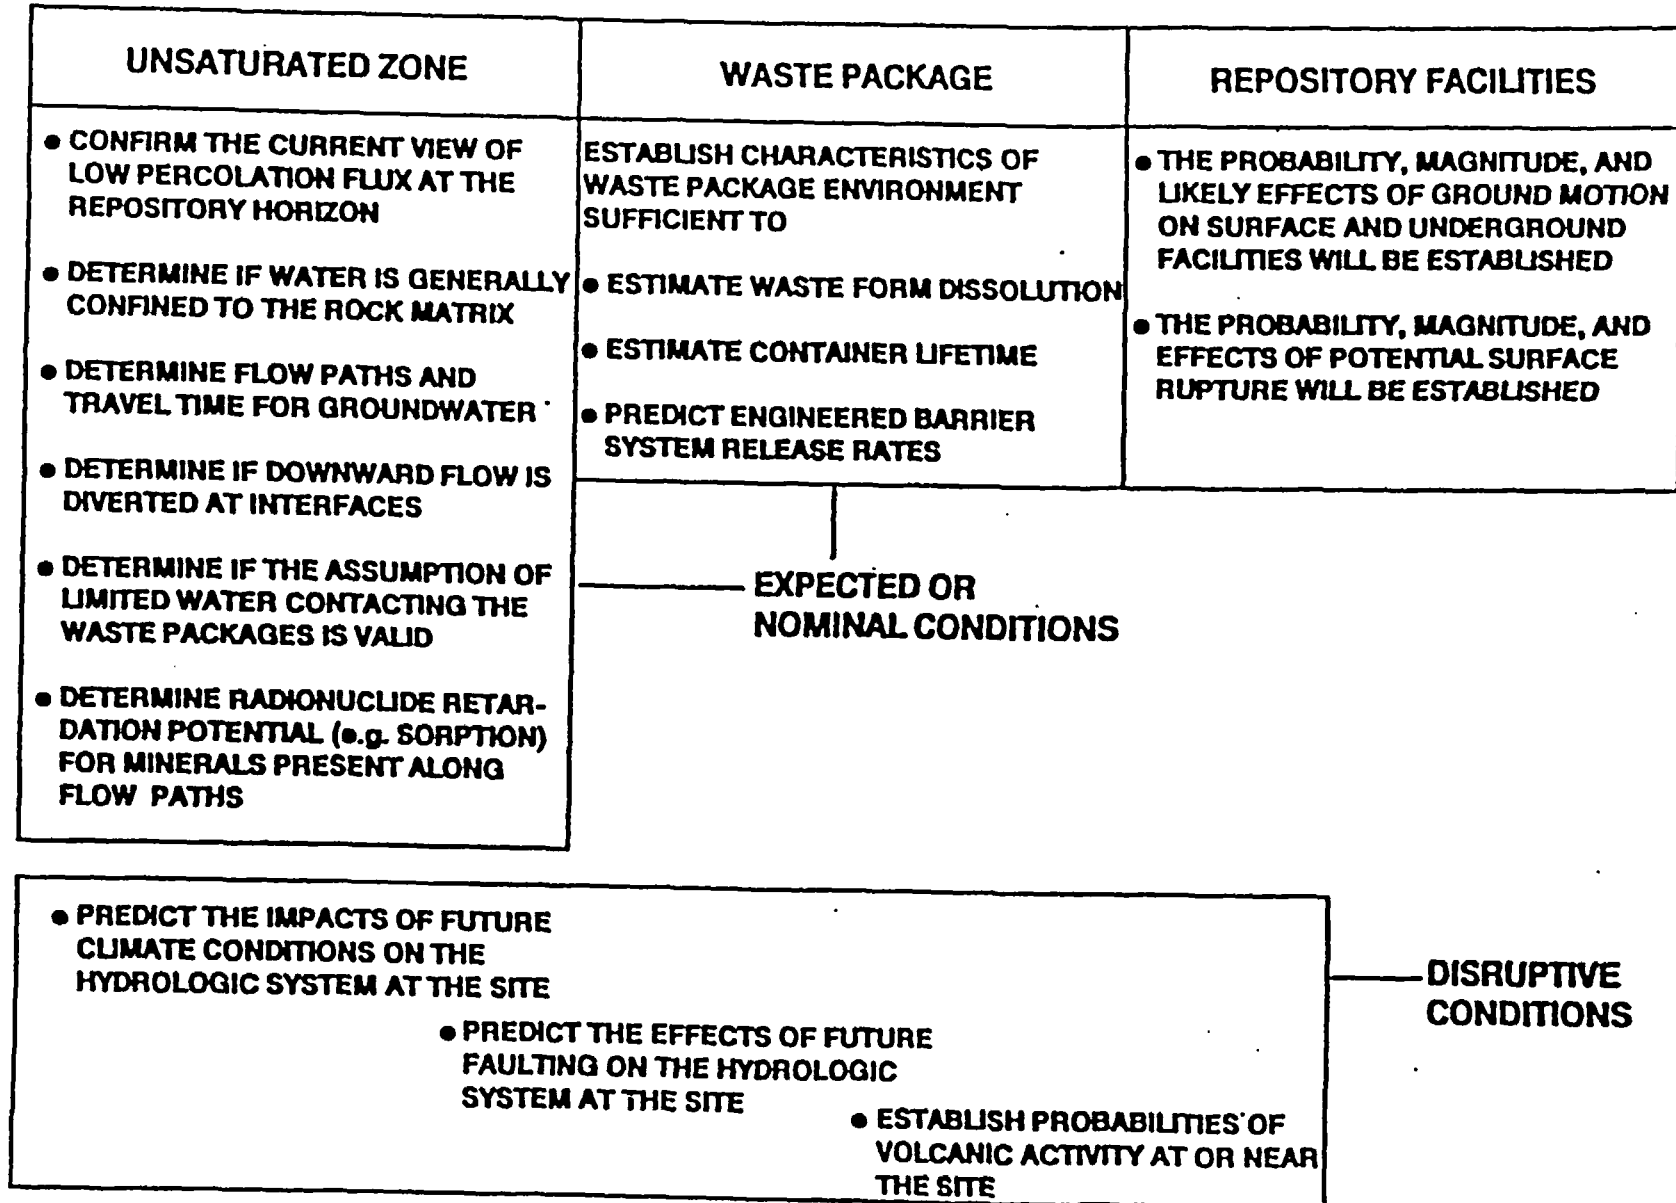 UNSATURATED ZONE
● CONFIRM THE CURRENT VIEW OF
LOW PERCOLATION FLUX AT THE
REPOSITORY HORIZON
● DETERMINE IF WATER IS GENERALLY
CONFINED TO THE ROCK MATRIX
● DETERMINE FLOW PATHS AND
TRAVEL TIME FOR GROUNDWATER
● DETERMINE IF DOWNWARD FLOW IS
DIVERTED AT INTERFACES
● DETERMINE IF THE ASSUMPTION OF
LIMITED WATER CONTACTING THE
WASTE PACKAGES IS VALID
● DETERMINE RADIONUCLIDE RETAR-
DATION POTENTIAL (e.g. SORPTION)
FOR MINERALS PRESENT ALONG
FLOW PATHS
WASTE PACKAGE
ESTABLISH CHARACTERISTICS OF
WASTE PACKAGE ENVIRONMENT
SUFFICIENT TO
● ESTIMATE WASTE FORM DISSOLUTION
● ESTIMATE CONTAINER LIFETIME
● PREDICT ENGINEERED BARRIER
SYSTEM RELEASE RATES
REPOSITORY FACILITIES
● THE PROBABILITY, MAGNITUDE, AND
LIKELY EFFECTS OF GROUND MOTION
ON SURFACE AND UNDERGROUND
FACILITIES WILL BE ESTABLISHED
● THE PROBABILITY, MAGNITUDE, AND
EFFECTS OF POTENTIAL SURFACE
RUPTURE WILL BE ESTABLISHED
EXPECTED OR
NOMINAL CONDITIONS
● PREDICT THE IMPACTS OF FUTURE
CLIMATE CONDITIONS ON THE
HYDROLOGIC SYSTEM AT THE SITE
● PREDICT THE EFFECTS OF FUTURE
FAULTING ON THE HYDROLOGIC
SYSTEM AT THE SITE
● ESTABLISH PROBABILITIES OF
VOLCANIC ACTIVITY AT OR NEAR
THE SITE
DISRUPTIVE
CONDITIONS